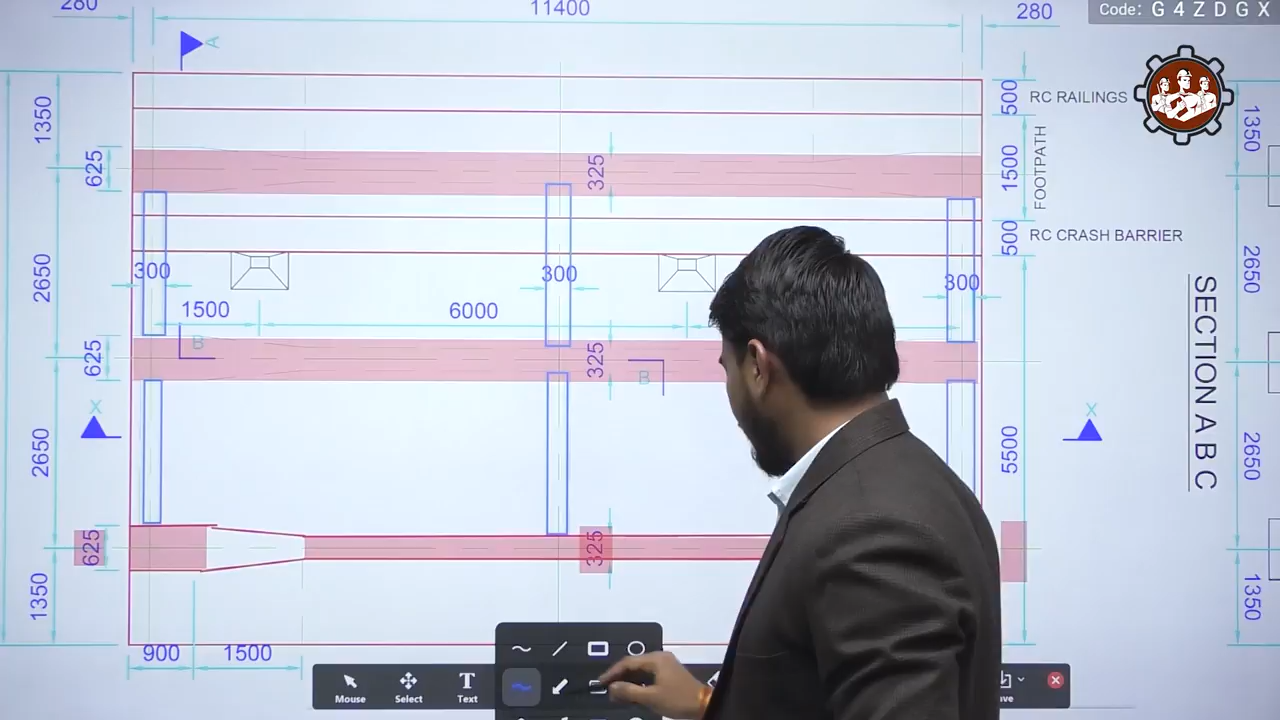 280
11400
280
Code: G4ZDGX
A
1350
500
RC RAILINGS
1350
625
325
1500
FOOTPATH
500
RC CRASH BARRIER
2650
300
300
300
2650
1500
6000
SECTION A B C
B
625
325
B
X
X
2650
5500
2650
625
325
1350
1350
900
1500
Mouse
Select
Text